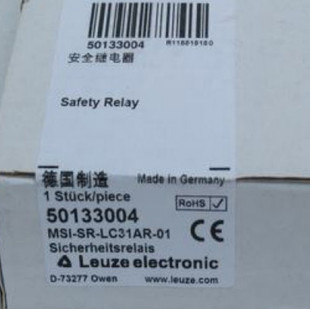 50133004
安全继电器
Safety Relay
德国制造 Made in Germany
1 Stück/piece
RoHS
50133004
MSI-SR-LC31AR-01 CE
Sicherheitsrelais
Leuze electronic
D-73277 Owen www.leuze.com